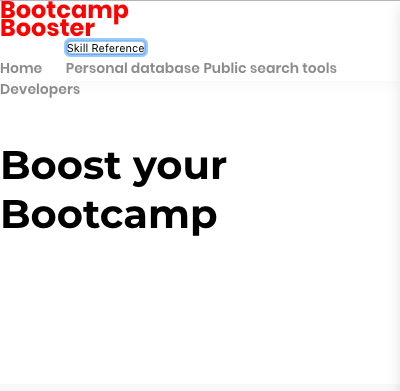 Bootcamp
Booster
Skill Reference
Home Personal database Public search tools
Developers
Boost your
Bootcamp